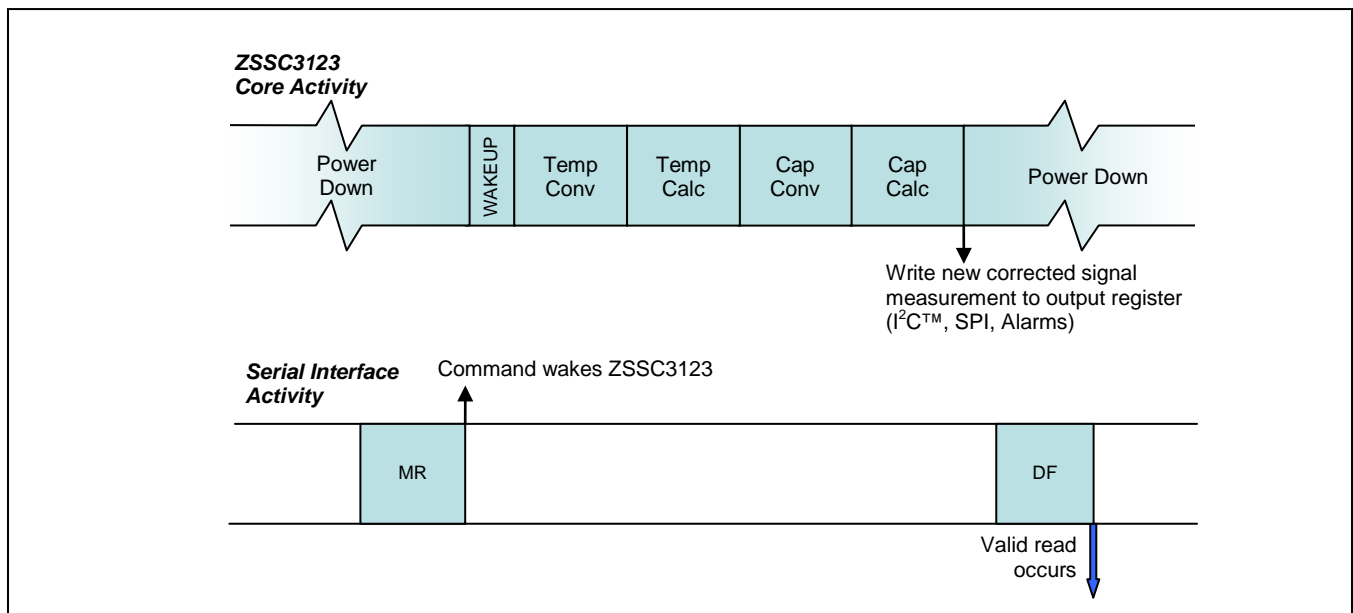 ZSSC3123
Core Activity
Power
Down
WAKEUP
Temp
Conv
Temp
Calc
Cap
Conv
Cap
Calc
Power Down
Write new corrected signal
measurement to output register
(I²C™, SPI, Alarms)
Serial Interface
Activity
Command wakes ZSSC3123
MR
DF
Valid read
occurs